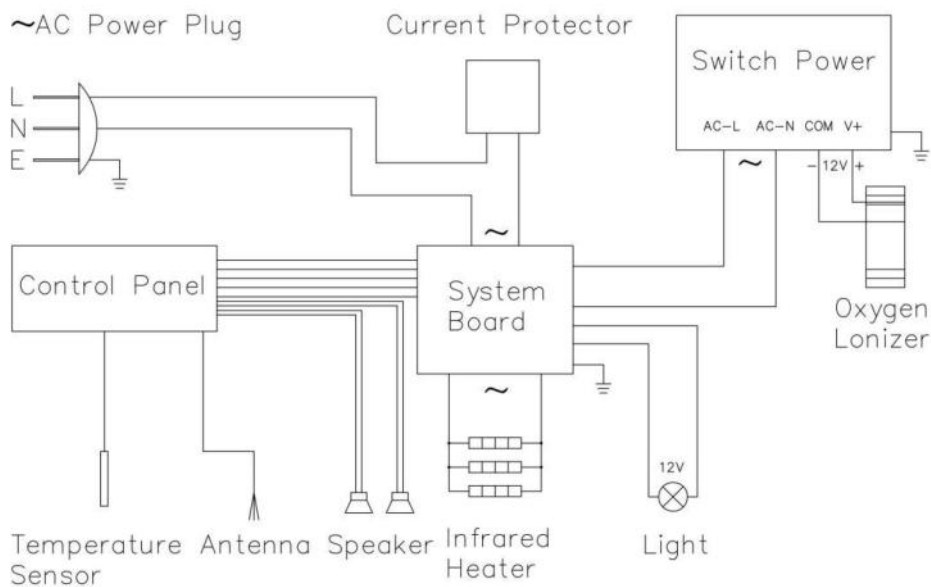 ~AC Power Plug
Current Protector
Switch Power
L
N
E
AC-L AC-N COM V+
~
- 12V +
~
Control Panel
System
Board
Oxygen
Lonizer
~
12V
Temperature
Sensor
Antenna
Speaker
Infrared
Heater
Light